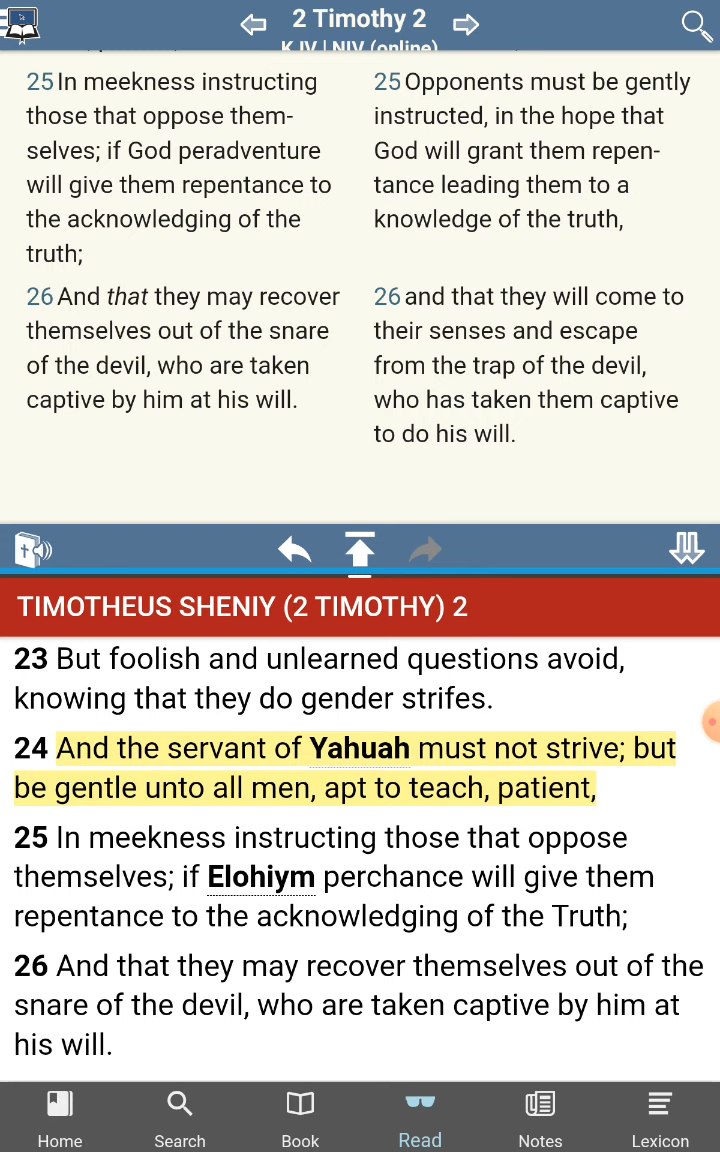 2 Timothy 2
KJV | NIV (online)
25 In meekness instructing
those that oppose them-
selves; if God peradventure
will give them repentance to
the acknowledging of the
truth;
26 And that they may recover
themselves out of the snare
of the devil, who are taken
captive by him at his will.
25 Opponents must be gently
instructed, in the hope that
God will grant them repen-
tance leading them to a
knowledge of the truth,
26 and that they will come to
their senses and escape
from the trap of the devil,
who has taken them captive
to do his will.
TIMOTHEUS SHENIY (2 TIMOTHY) 2
23 But foolish and unlearned questions avoid,
knowing that they do gender strifes.
24 And the servant of Yahuah must not strive; but
be gentle unto all men, apt to teach, patient,
25 In meekness instructing those that oppose
themselves; if Elohiym perchance will give them
repentance to the acknowledging of the Truth;
26 And that they may recover themselves out of the
snare of the devil, who are taken captive by him at
his will.
Home Search Book Read Notes Lexicon